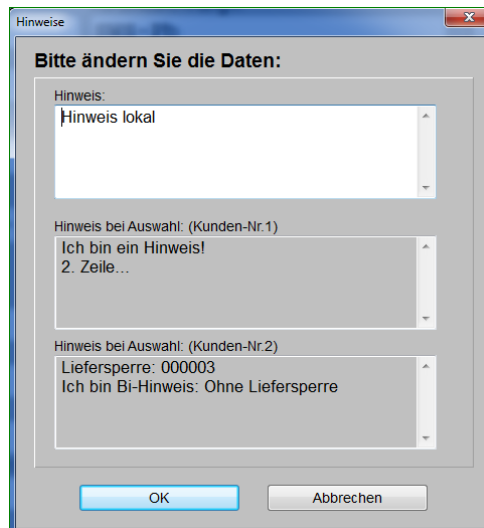 Hinweise
Bitte ändern Sie die Daten:
Hinweis:
Hinweis lokal
Hinweis bei Auswahl: (Kunden-Nr.1)
Ich bin ein Hinweis!
2. Zeile...
Hinweis bei Auswahl: (Kunden-Nr.2)
Liefersperre: 000003
Ich bin Bi-Hinweis: Ohne Liefersperre
OK
Abbrechen